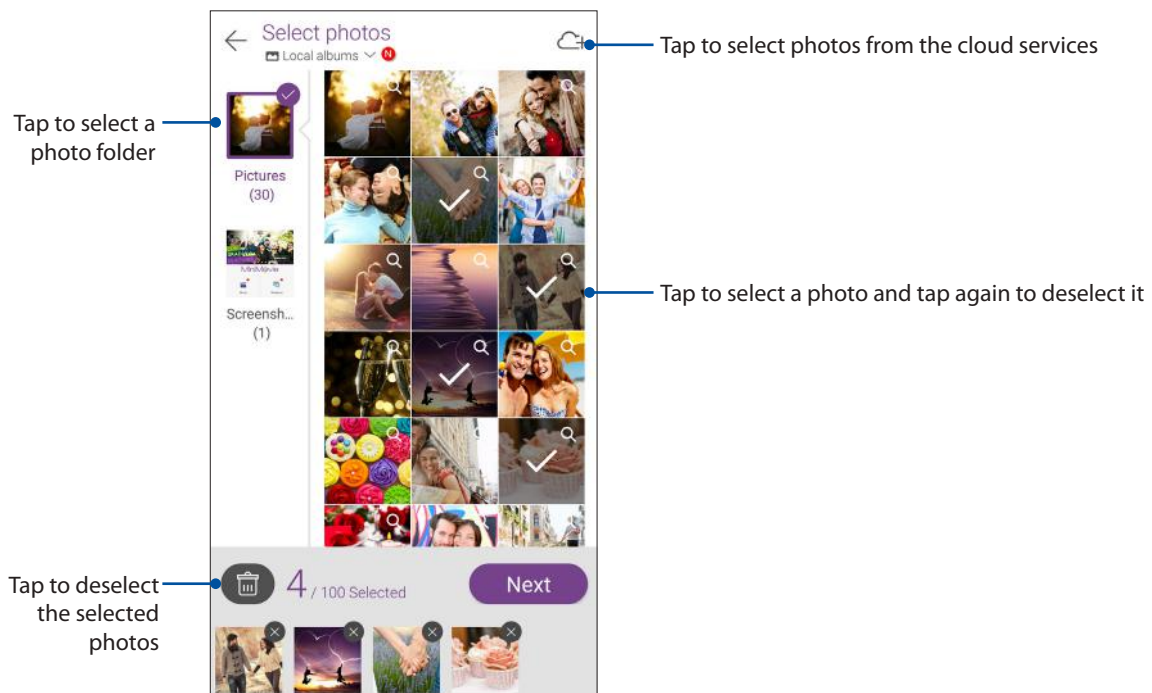 Select photos
Local albums N
Tap to select photos from the cloud services
Tap to select a
photo folder
Pictures
(30)
MiniMovie
Screensh...
(1)
Tap to select a photo and tap again to deselect it
Tap to deselect
the selected
photos
4 / 100 Selected
Next